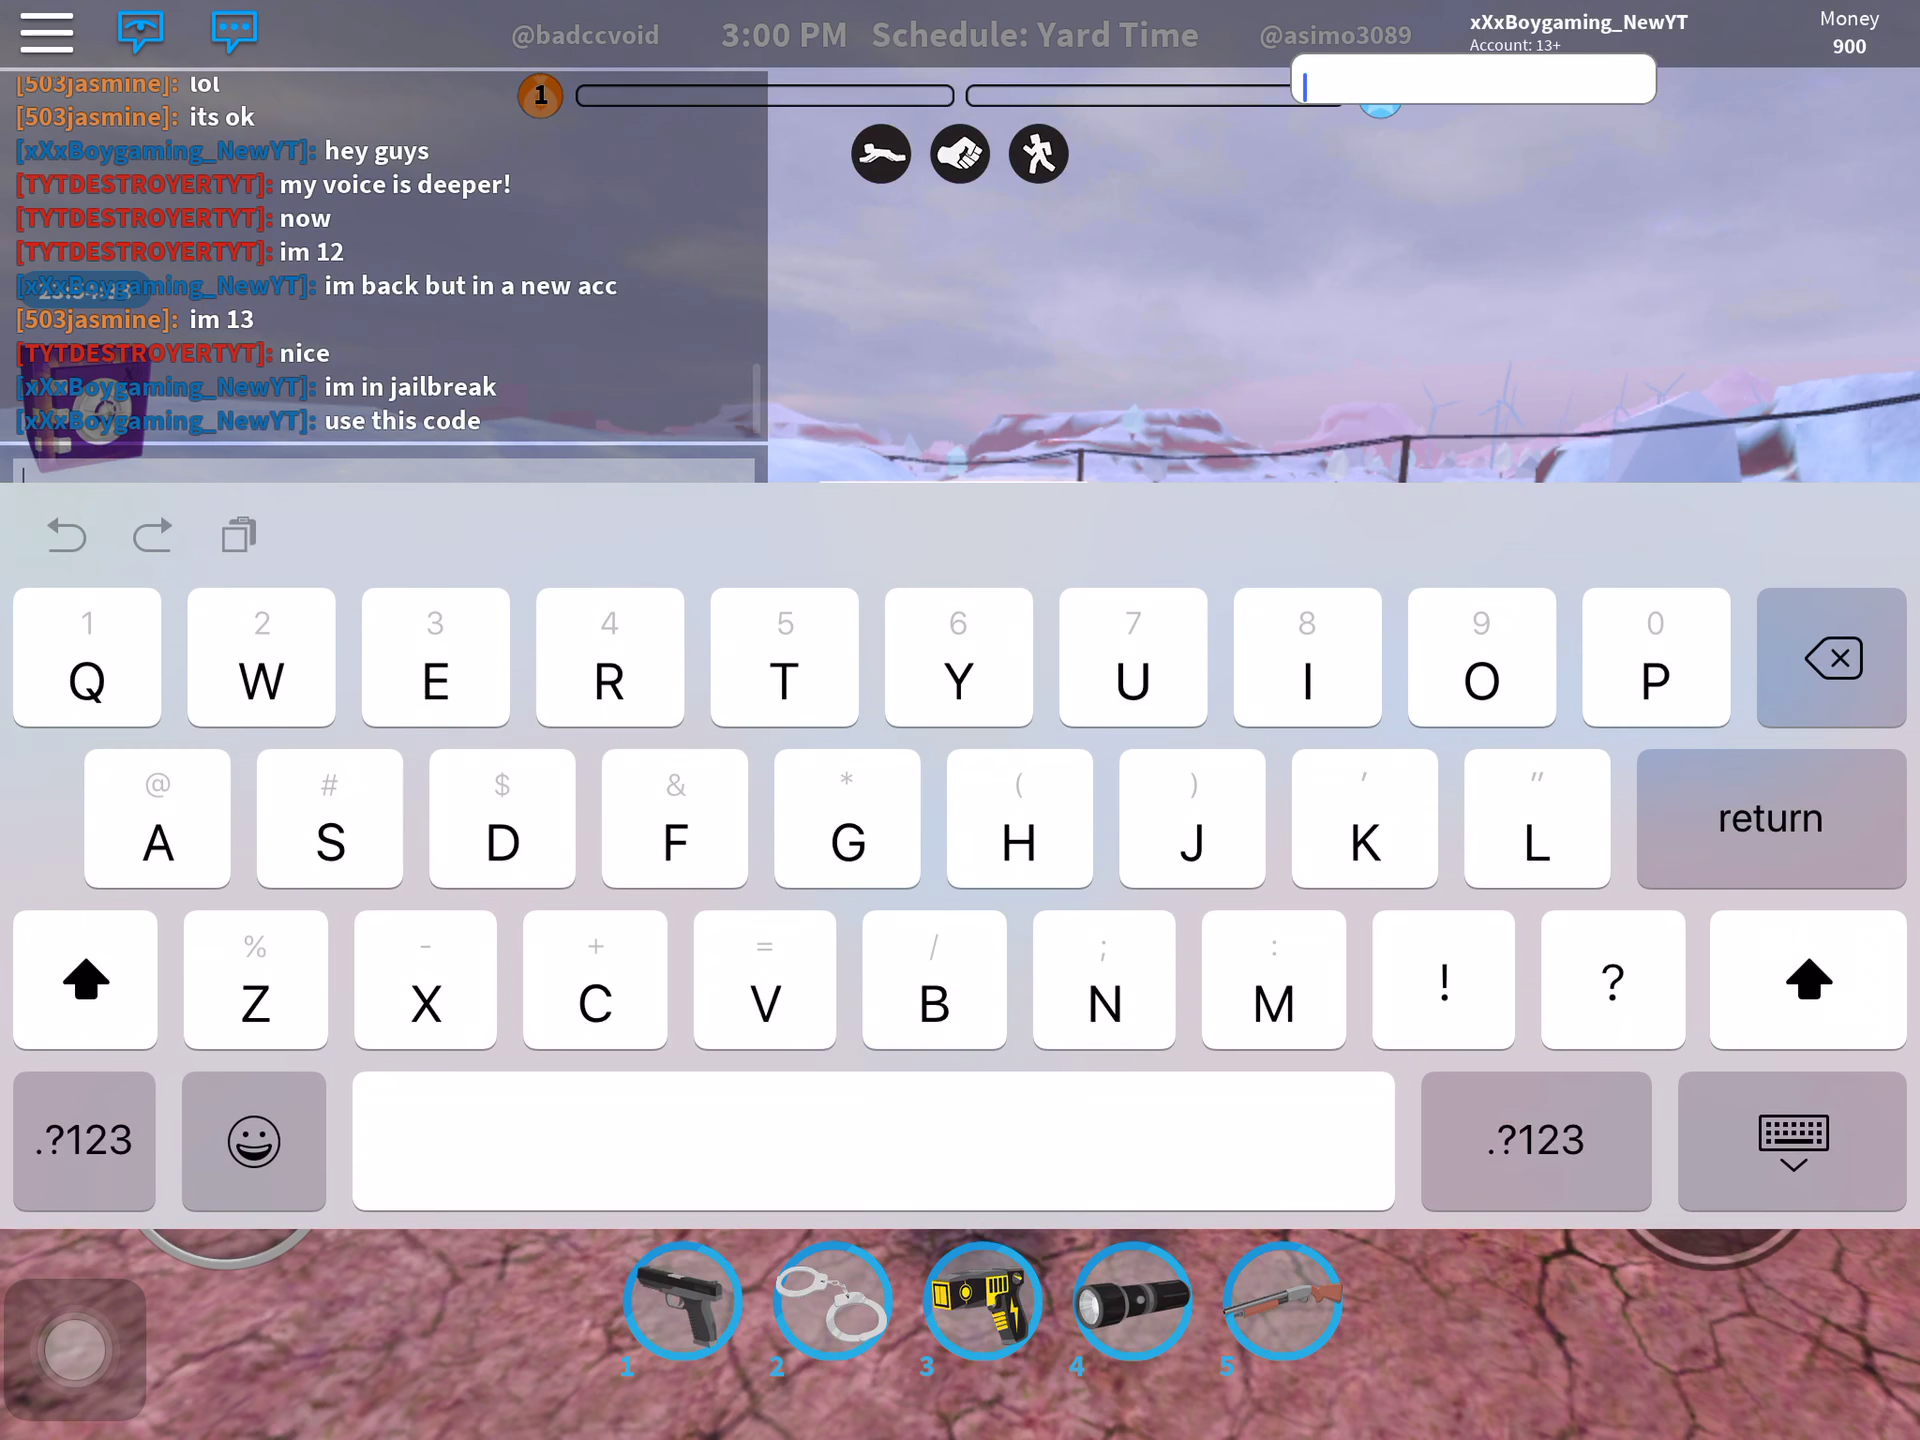 @badccvoid 3:00 PM Schedule: Yard Time @asimo3089
xXxBoygaming_NewYT
Account: 13+
Money
900
1
[503jasmine]: lol
[503jasmine]: its ok
[xXxBoygaming_NewYT]: hey guys
[TYTDESTROYERTYT]: my voice is deeper!
[TYTDESTROYERTYT]: now
[TYTDESTROYERTYT]: im 12
[xXxBoygaming_NewYT]: im back but in a new acc
[503jasmine]: im 13
[TYTDESTROYERTYT]: nice
[xXxBoygaming_NewYT]: im in jailbreak
[xXxBoygaming_NewYT]: use this code
1 2 3 4 5 6 7 8 9 0
Q W E R T Y U I O P
@ # $ & * ( ) ' "
A S D F G H J K L return
% - + = / ; :
Z X C V B N M ! ?
.?123 .?123
1 2 3 4 5